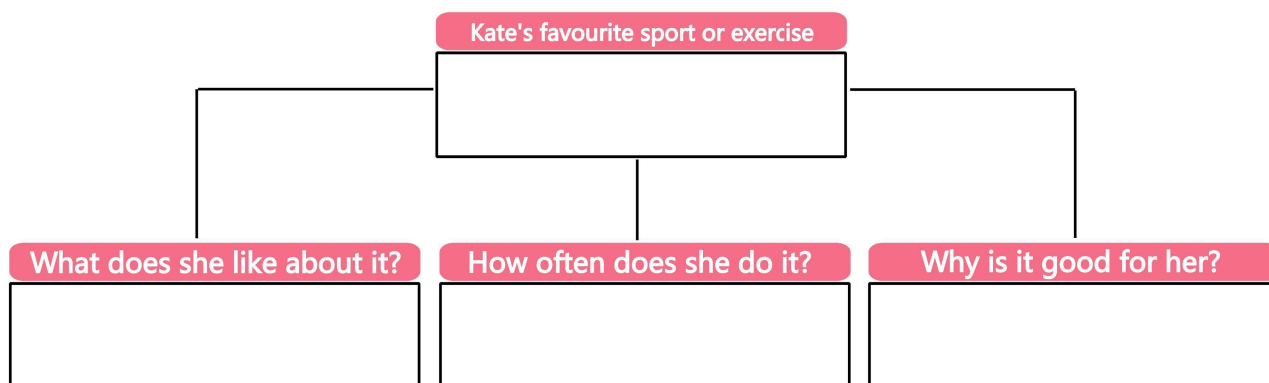 Kate's favourite sport or exercise
What does she like about it?
How often does she do it?
Why is it good for her?